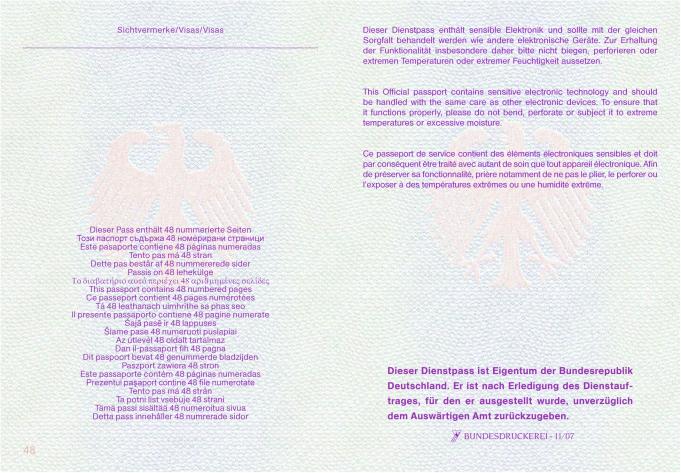 Sichtvermerke/Visas/Visas
Dieser Pass enthält 48 nummerierte Seiten
Този паспорт съдържа 48 номерирани страници
Este pasaporte contiene 48 páginas numeradas
Tento pas má 48 stran
Dette pas består af 48 nummererede sider
Passis on 48 lehekülge
Το διαβατήριο αυτό περιέχει 48 αριθμημένες σελίδες
This passport contains 48 numbered pages
Ce passeport contient 48 pages numérotées
Tá 48 leathanach uimhrithe sa phas seo
Il presente passaporto contiene 48 pagine numerate
Šajā pasē ir 48 lappuses
Šiame pase 48 numeruoti puslapiai
Az útlevél 48 oldalt tartalmaz
Dan il-passaport fih 48 paġna
Dit paspoort bevat 48 genummerde bladzijden
Paszport zawiera 48 stron
Este passaporte contém 48 páginas numeradas
Prezentul paşaport conţine 48 file numerotate
Tento pas má 48 strán
Ta potni list vsebuje 48 strani
Tämä passi sisältää 48 numeroitua sivua
Detta pass innehåller 48 numrerade sidor
48
Dieser Dienstpass enthält sensible Elektronik und sollte mit der gleichen
Sorgfalt behandelt werden wie andere elektronische Geräte. Zur Erhaltung
der Funktionalität insbesondere daher bitte nicht biegen, perforieren oder
extremen Temperaturen oder extremer Feuchtigkeit aussetzen.
This Official passport contains sensitive electronic technology and should
be handled with the same care as other electronic devices. To ensure that
it functions properly, please do not bend, perforate or subject it to extreme
temperatures or excessive moisture.
Ce passeport de service contient des éléments électroniques sensibles et doit
par conséquent être traité avec autant de soin que tout appareil électronique. Afin
de préserver sa fonctionnalité, prière notamment de ne pas le plier, le perforer ou
l'exposer à des températures extrêmes ou une humidité extrême.
Dieser Dienstpass ist Eigentum der Bundesrepublik
Deutschland. Er ist nach Erledigung des Dienstauf-
trages, für den er ausgestellt wurde, unverzüglich
dem Auswärtigen Amt zurückzugeben.
BUNDESDRUCKEREI - 11/07